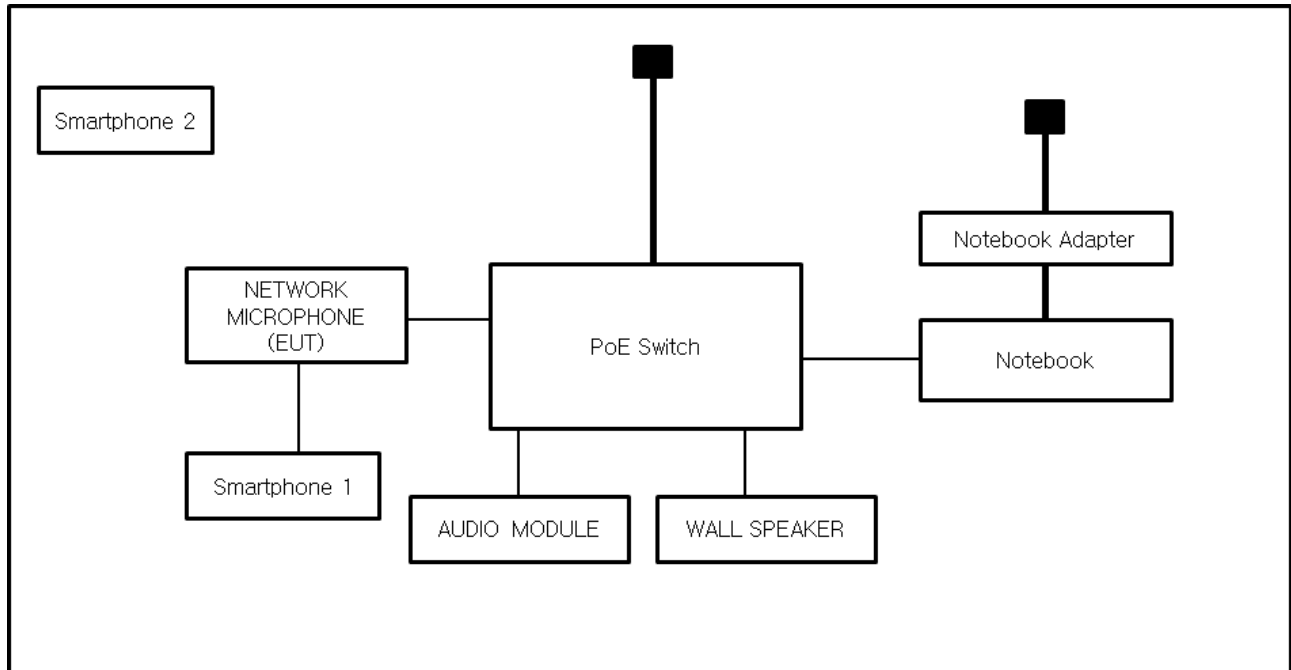 Smartphone 2
Notebook Adapter
NETWORK
MICROPHONE
(EUT)
PoE Switch
Notebook
Smartphone 1
AUDIO MODULE
WALL SPEAKER